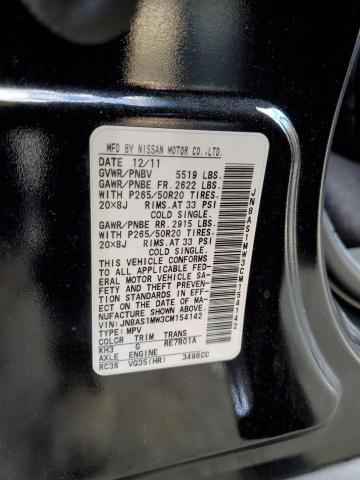 MFD BY NISSAN MOTOR CO.,LTD.
DATE 12/11
GVWR/PNBV 5519 LBS.
GAWR/PNBE FR. 2622 LBS.
WITH P265/50R20 TIRES.
20X8J RIMS.AT 33 PSI
COLD SINGLE.
GAWR/PNBE RR. 2915 LBS.
WITH P265/50R20 TIRES.
20X8J RIMS.AT 33 PSI
COLD SINGLE.
THIS VEHICLE CONFORMS
TO ALL APPLICABLE FED-
ERAL MOTOR VEHICLE SA-
FETY AND THEFT PREVEN-
TION STANDARDS IN EF-
FECT ON THE DATE OF MA-
NUFACTURE SHOWN ABOVE.
VIN: JN8AS1MW3CM154142
TYPE: MPV
COLOR TRIM TRANS
KH3 G RE7R01A
AXLE ENGINE
RC36 VQ35(HR) 3498CC
JN8AS1MW3CM154142